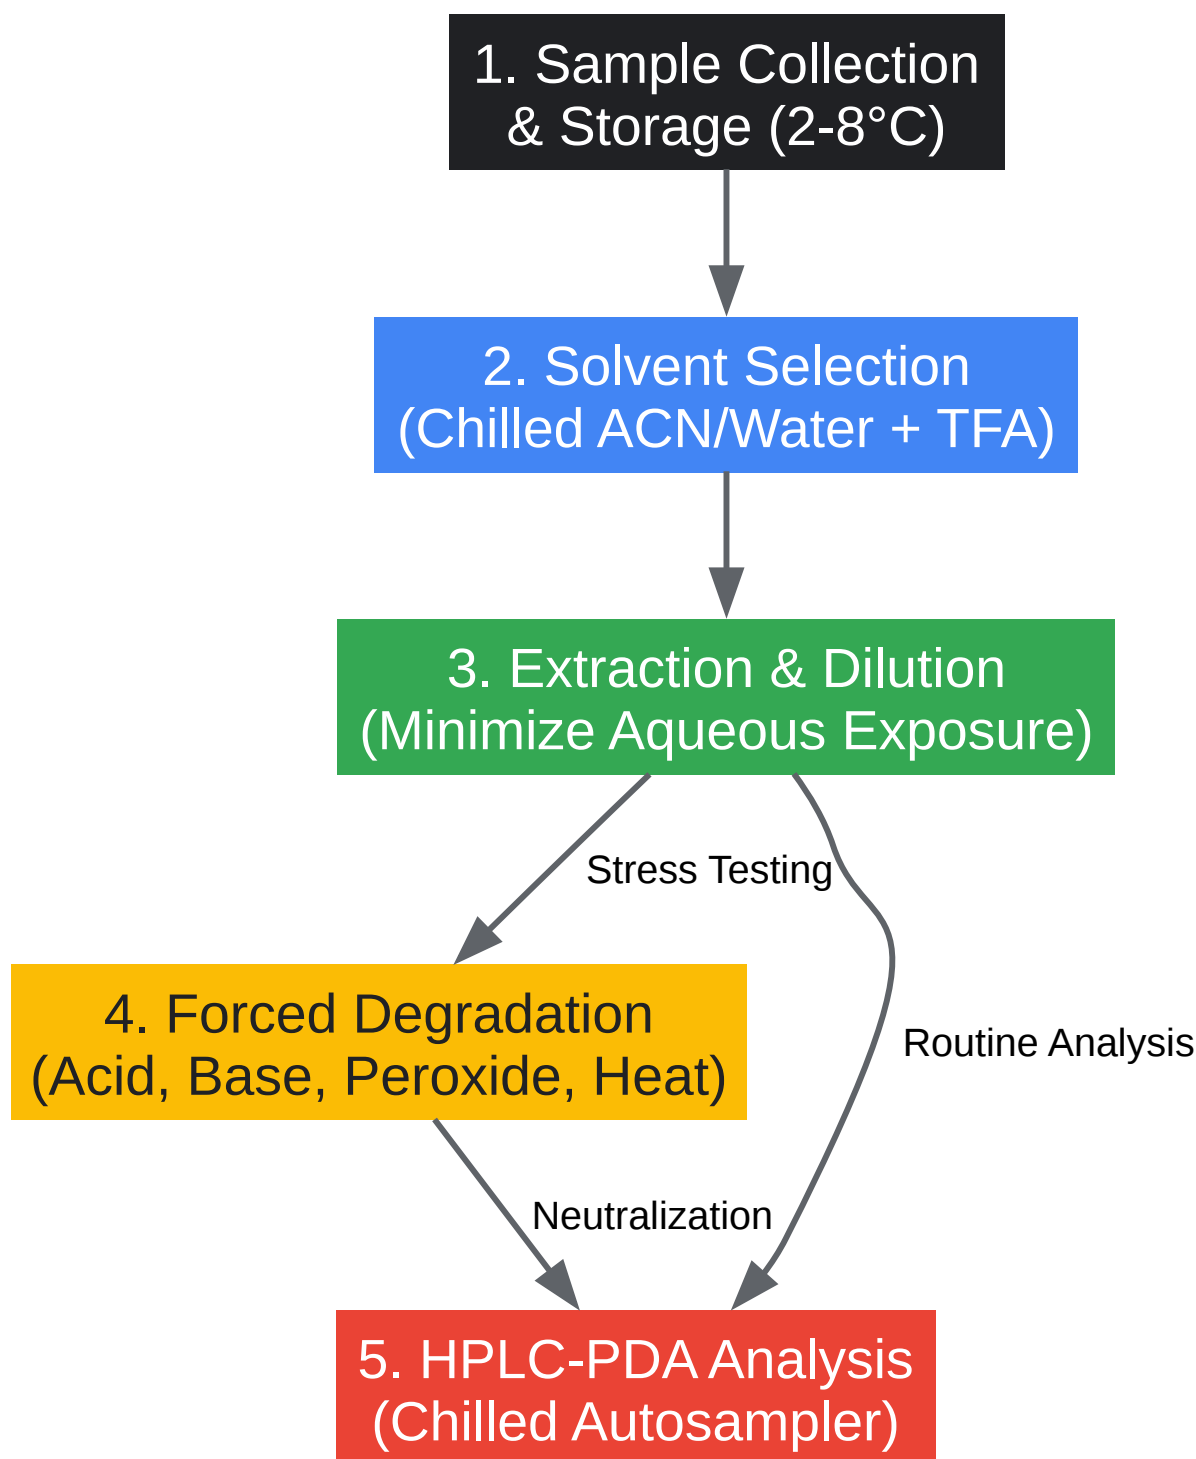 1. Sample Collection
& Storage (2-8°C)
2. Solvent Selection
(Chilled ACN/Water + TFA)
3. Extraction & Dilution
(Minimize Aqueous Exposure)
Stress Testing
4. Forced Degradation
(Acid, Base, Peroxide, Heat)
Routine Analysis
Neutralization
5. HPLC-PDA Analysis
(Chilled Autosampler)